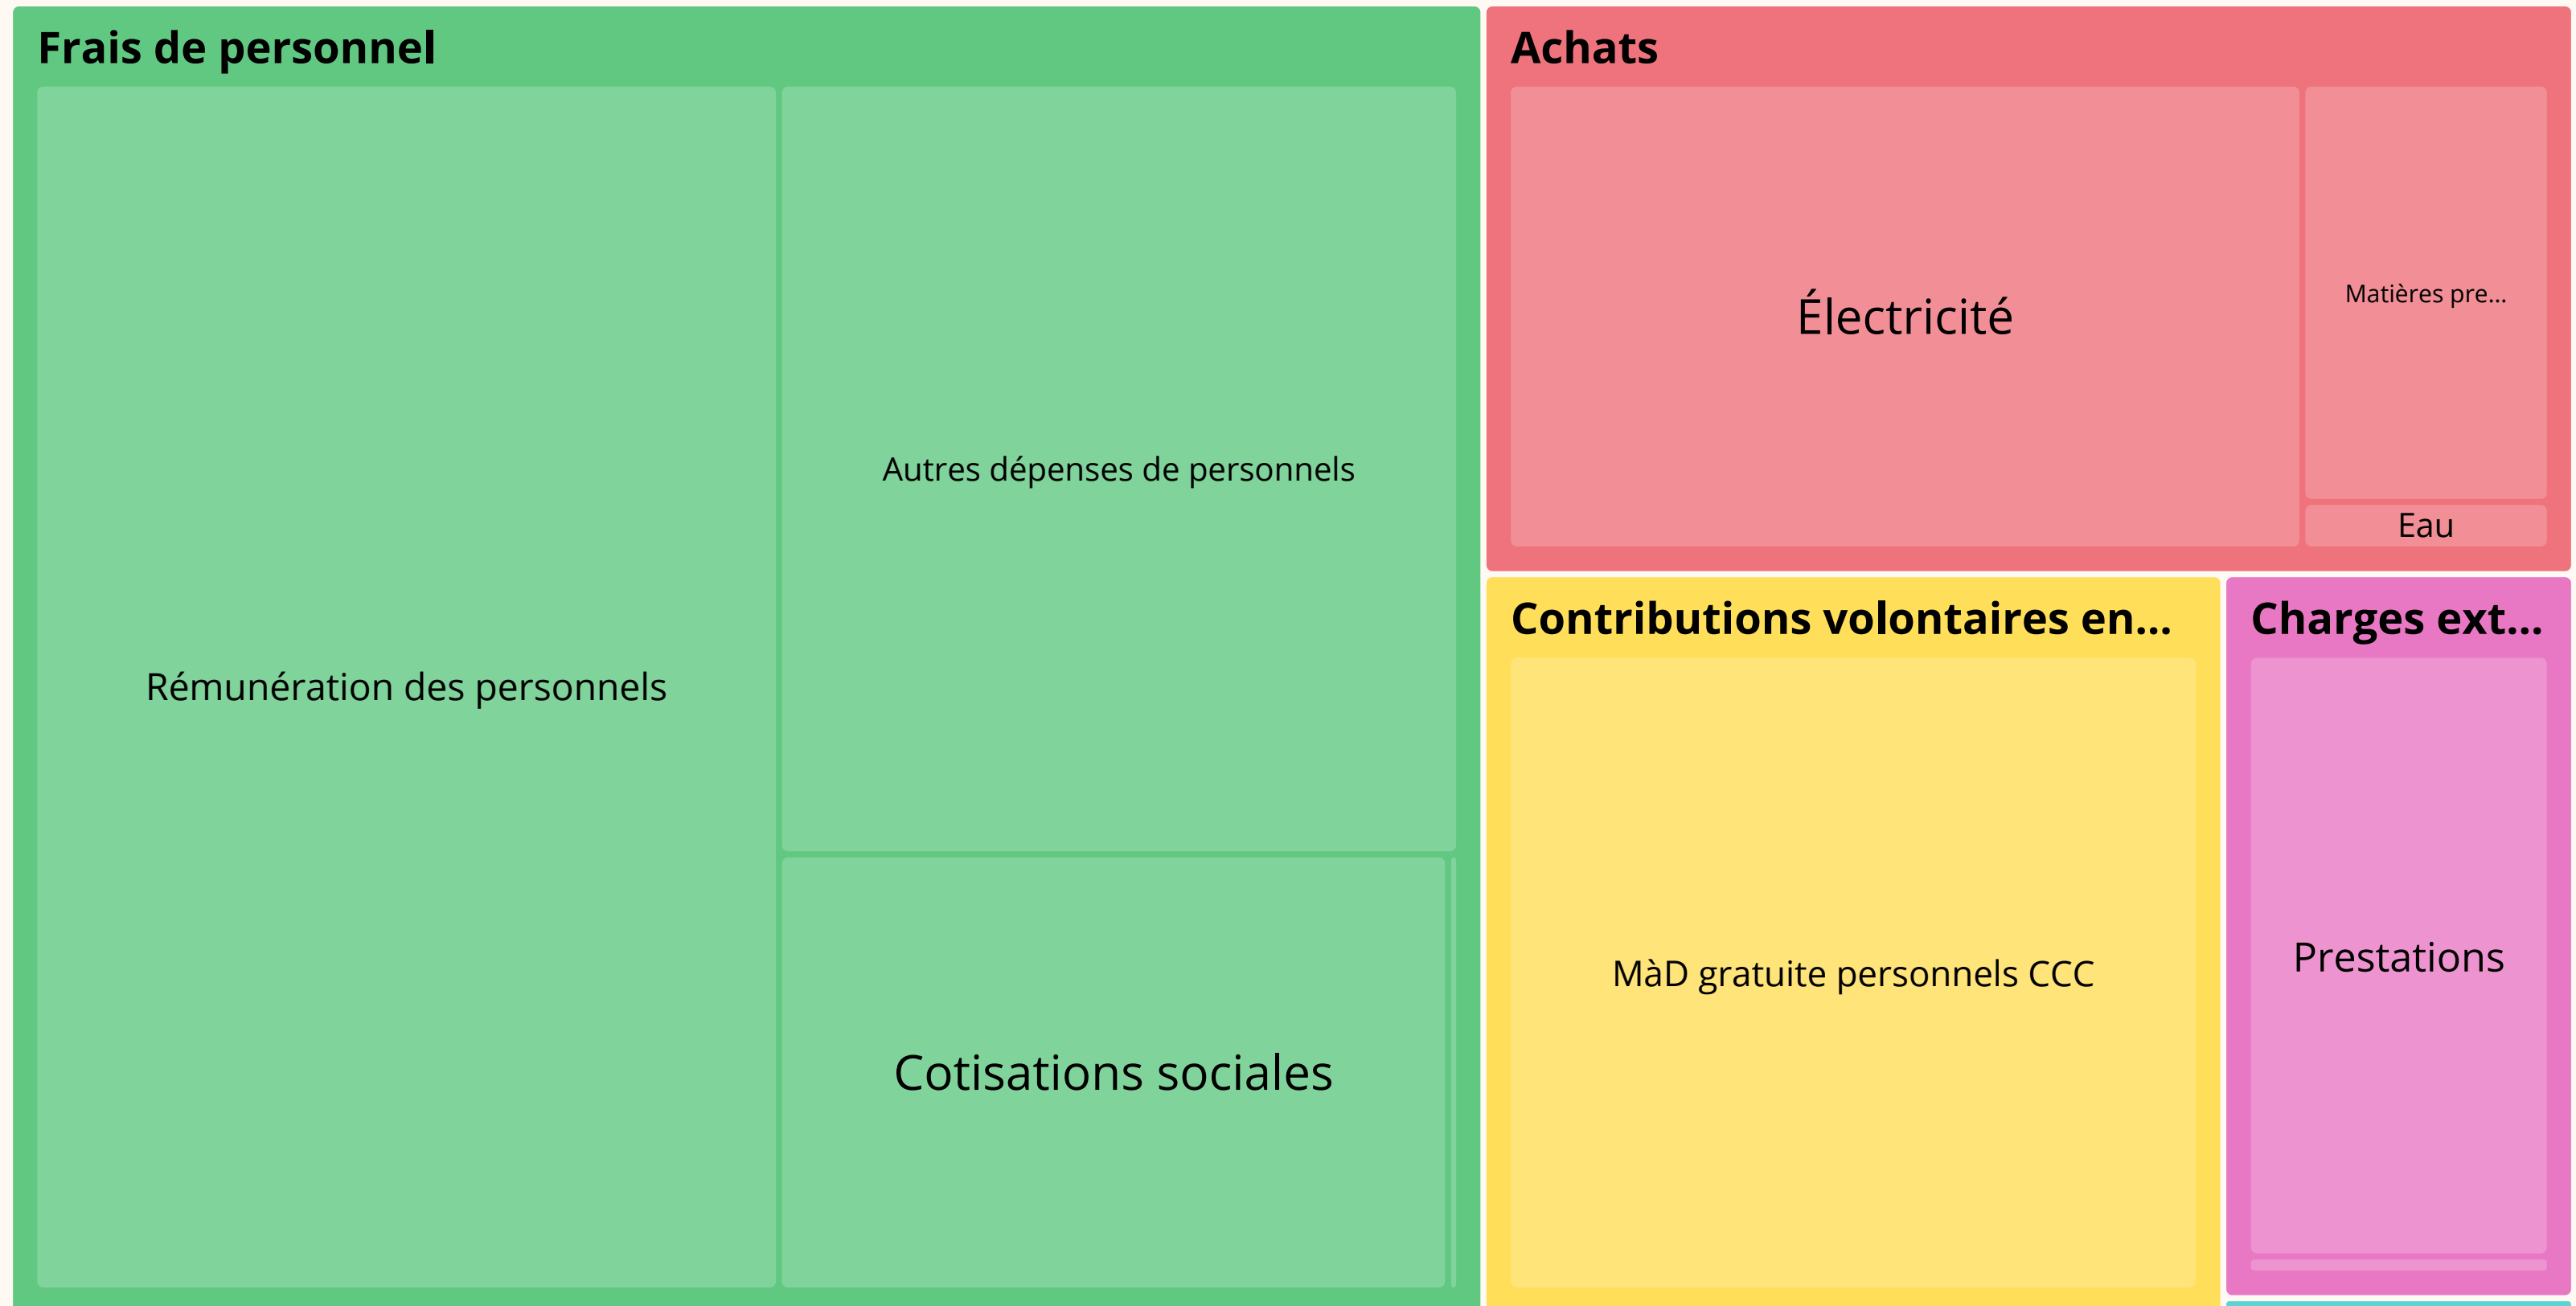 Frais de personnel
Rémunération des personnels
Autres dépenses de personnels
Cotisations sociales
Achats
Électricité
Matières pre...
Eau
Contributions volontaires en...
MàD gratuite personnels CCC
Charges ext...
Prestations